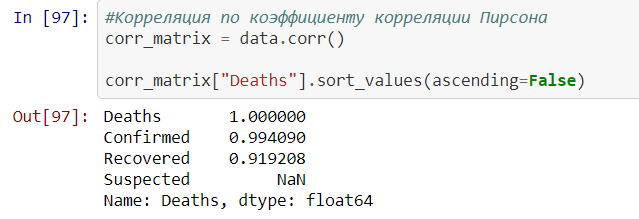 In [97]: #Корреляция по коэффициенту корреляции Пирсона
corr_matrix = data.corr()
corr_matrix["Deaths"].sort_values(ascending=False)
Out[97]: Deaths 1.000000
Confirmed 0.994090
Recovered 0.919208
Suspected NaN
Name: Deaths, dtype: float64